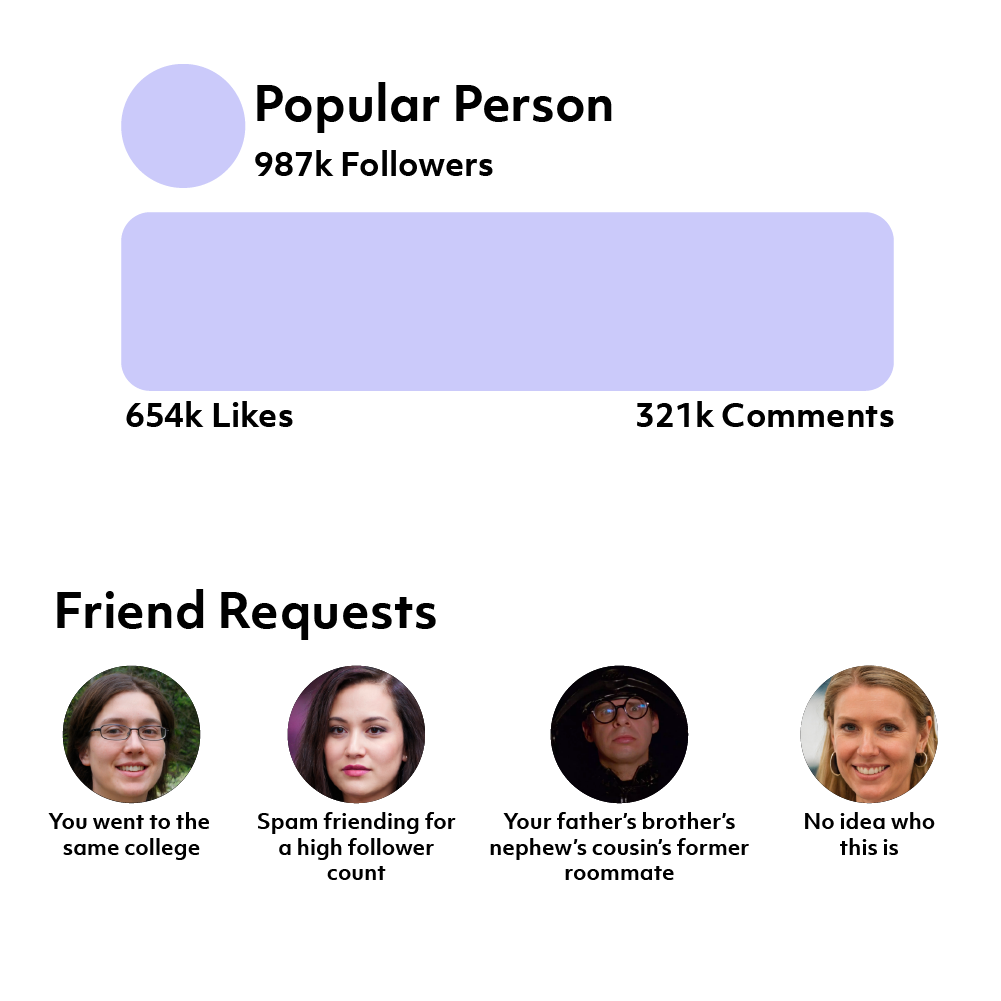 Popular Person
987k Followers
654k Likes
321k Comments
Friend Requests
You went to the
same college
Spam friending for
a high follower
count
Your father’s brother’s
nephew’s cousin’s former
roommate
No idea who
this is